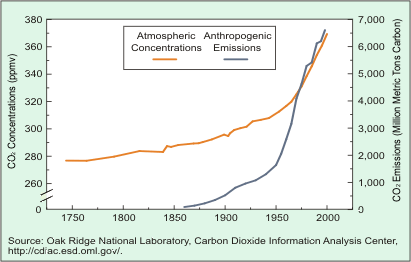 380 7,000
Atmospheric Anthropogenic
Concentrations Emissions
360 6,000
340 5,000
320 4,000
300 3,000
280 2,000
260 1,000
0 0
1750 1800 1850 1900 1950 2000
CO₂ Concentrations (ppmv)
CO₂ Emissions (Million Metric Tons Carbon)
Source: Oak Ridge National Laboratory, Carbon Dioxide Information Analysis Center,
http://cdiac.esd.oml.gov/.